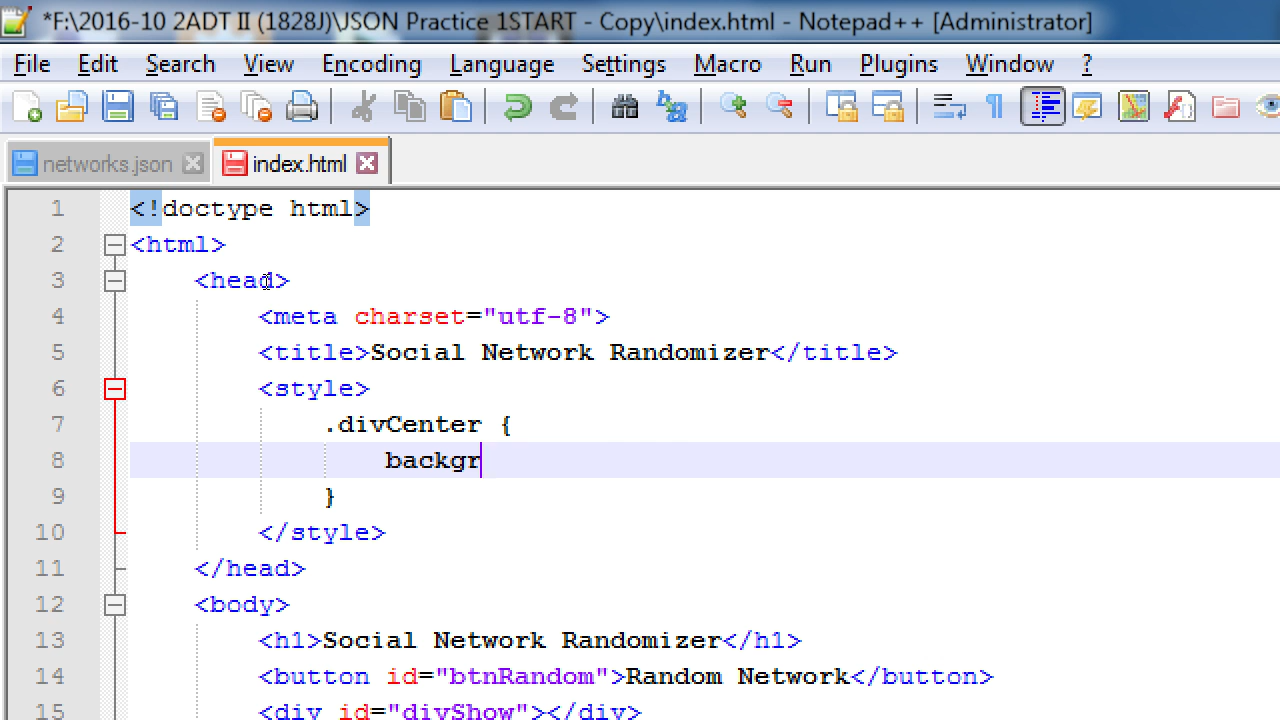 *F:\2016-10 2ADT II (1828J)\JSON Practice 1START - Copy\index.html - Notepad++ [Administrator]
File Edit Search View Encoding Language Settings Macro Run Plugins Window ?
networks.json index.html
1 <!doctype html>
2 <html>
3 <head>
4 <meta charset="utf-8">
5 <title>Social Network Randomizer</title>
6 <style>
7 .divCenter {
8 backgr
9 }
10 </style>
11 </head>
12 <body>
13 <h1>Social Network Randomizer</h1>
14 <button id="btnRandom">Random Network</button>
15 <div id="divShow"></div>